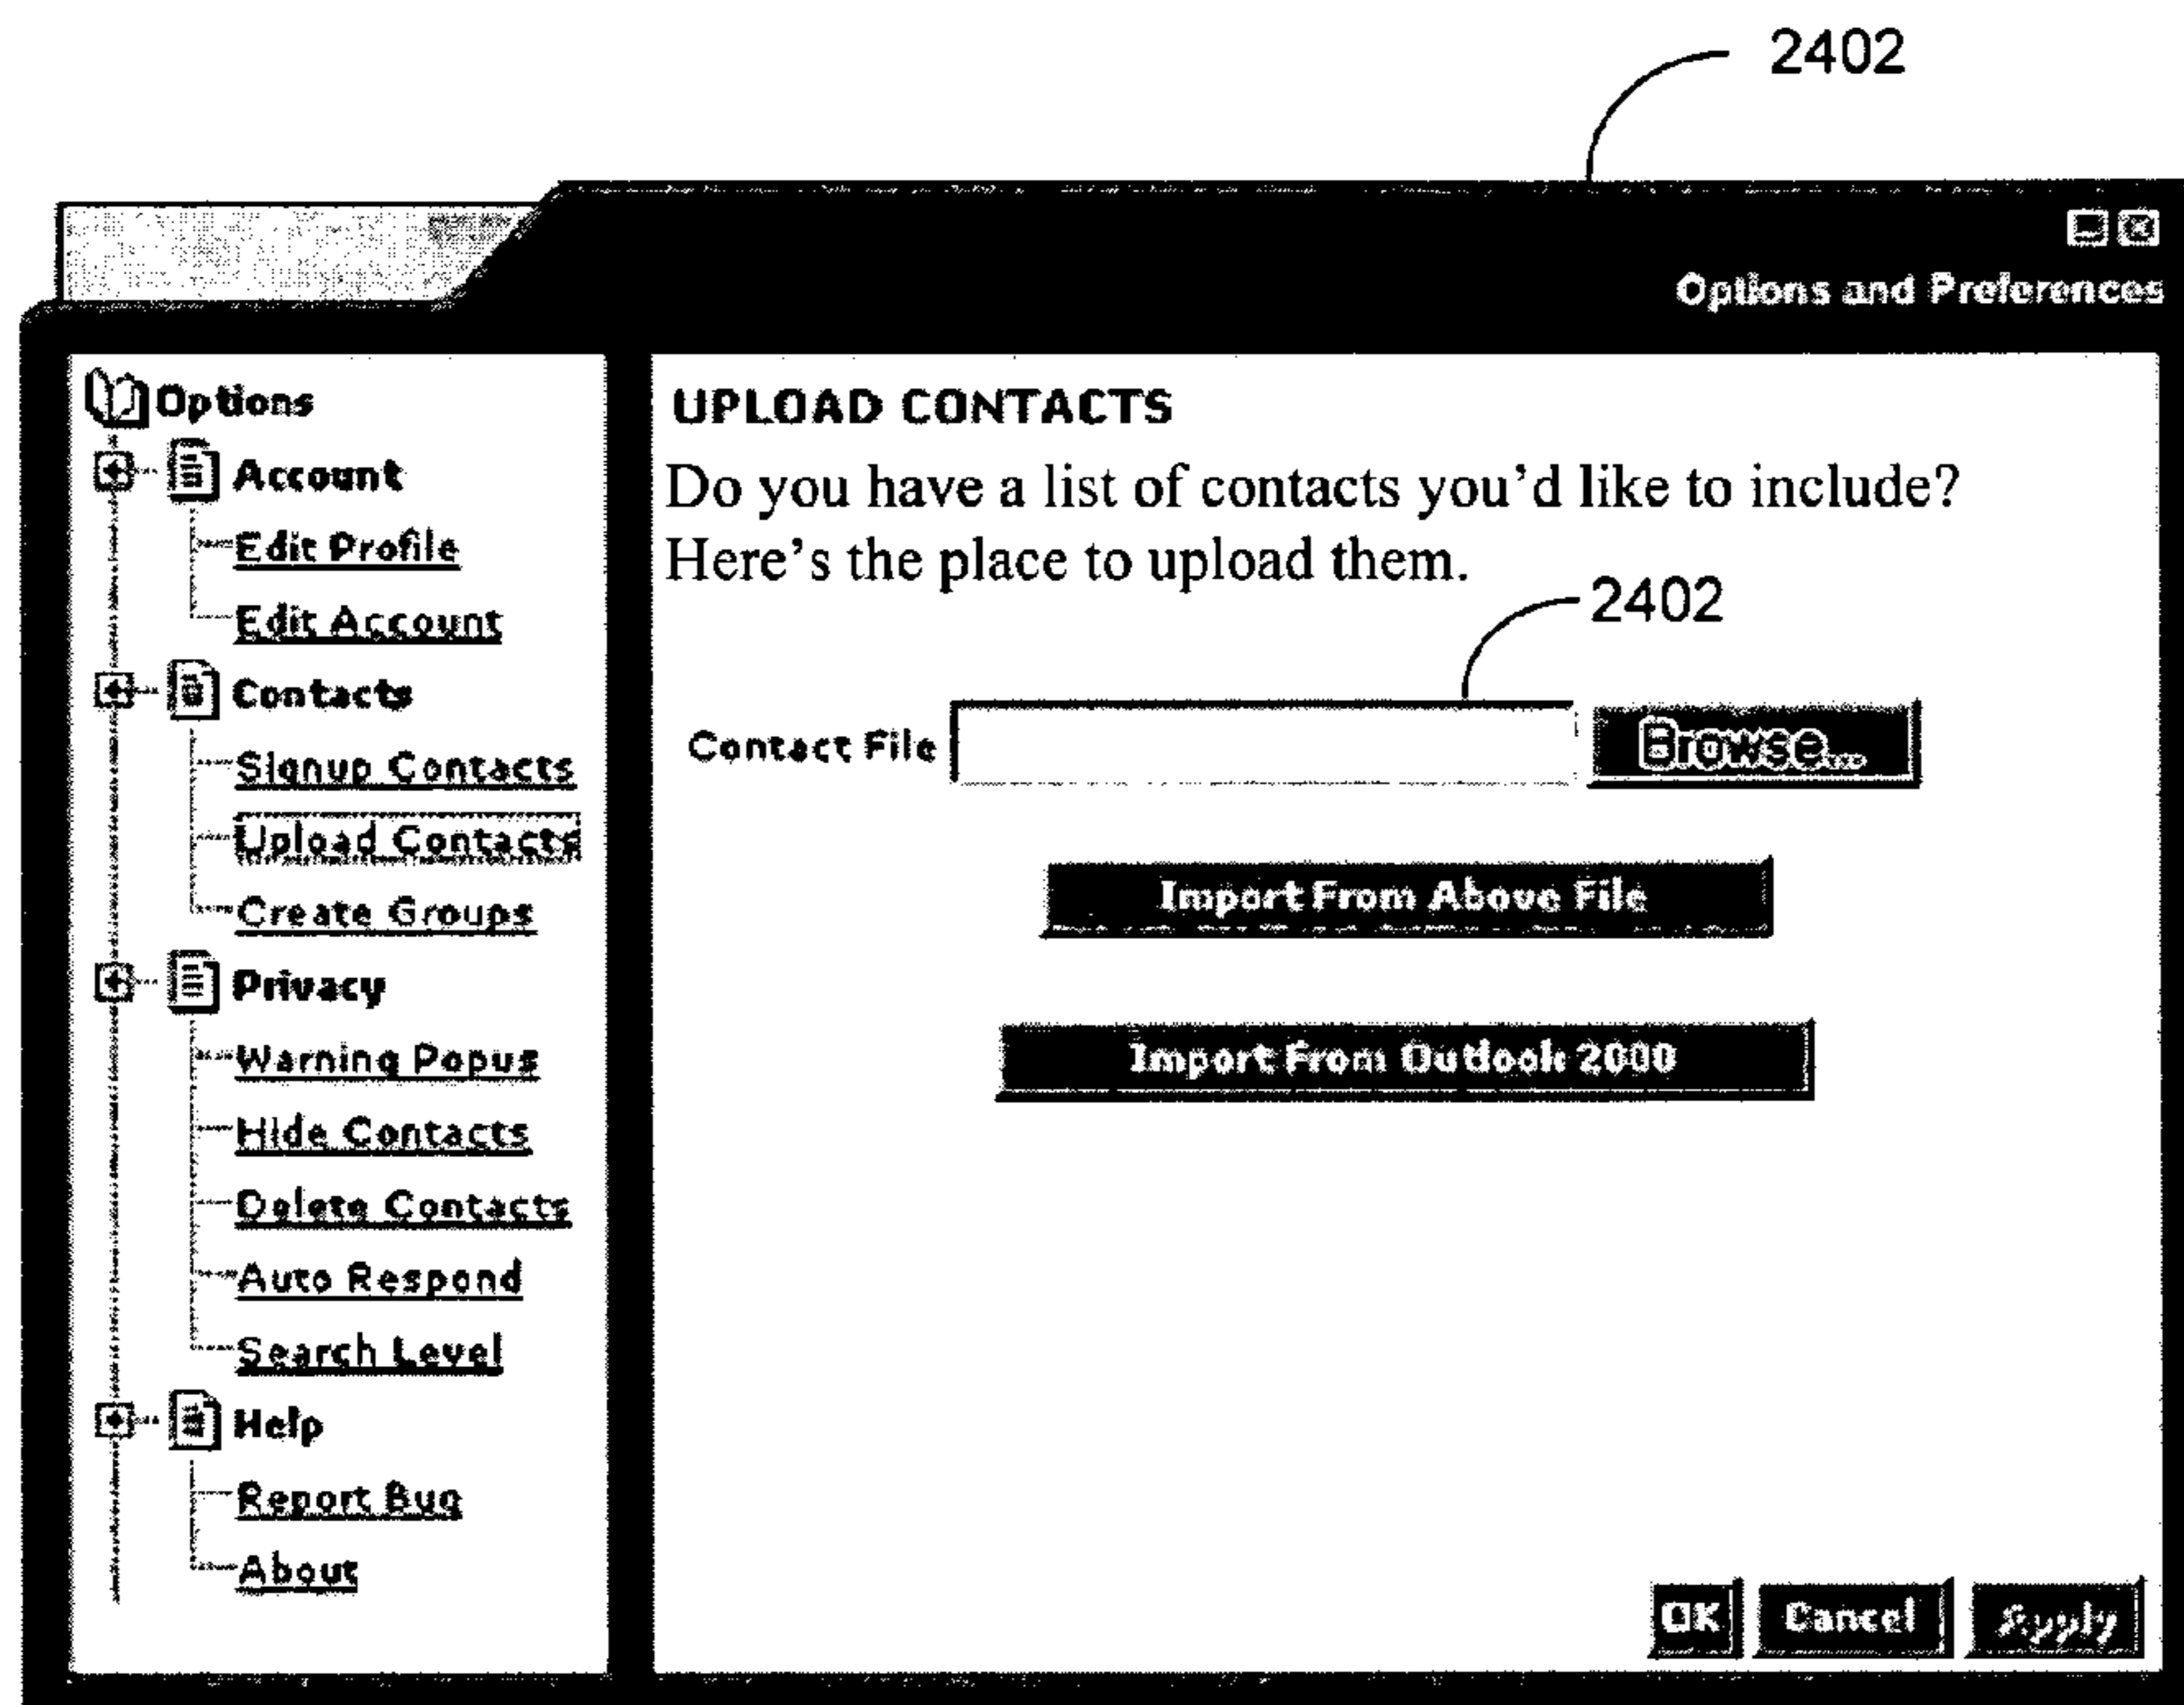 2402
Options and Preferences
Options
Account
Edit Profile
Edit Account
Contacts
Signup Contacts
Upload Contacts
Create Groups
Privacy
Warning Popus
Hide Contacts
Delete Contacts
Auto Respond
Search Level
Help
Report Bug
About
UPLOAD CONTACTS
Do you have a list of contacts you’d like to include?
Here’s the place to upload them.
2402
Contact File
Browse...
Import From Above File
Import From Outlook 2000
OK Cancel Apply